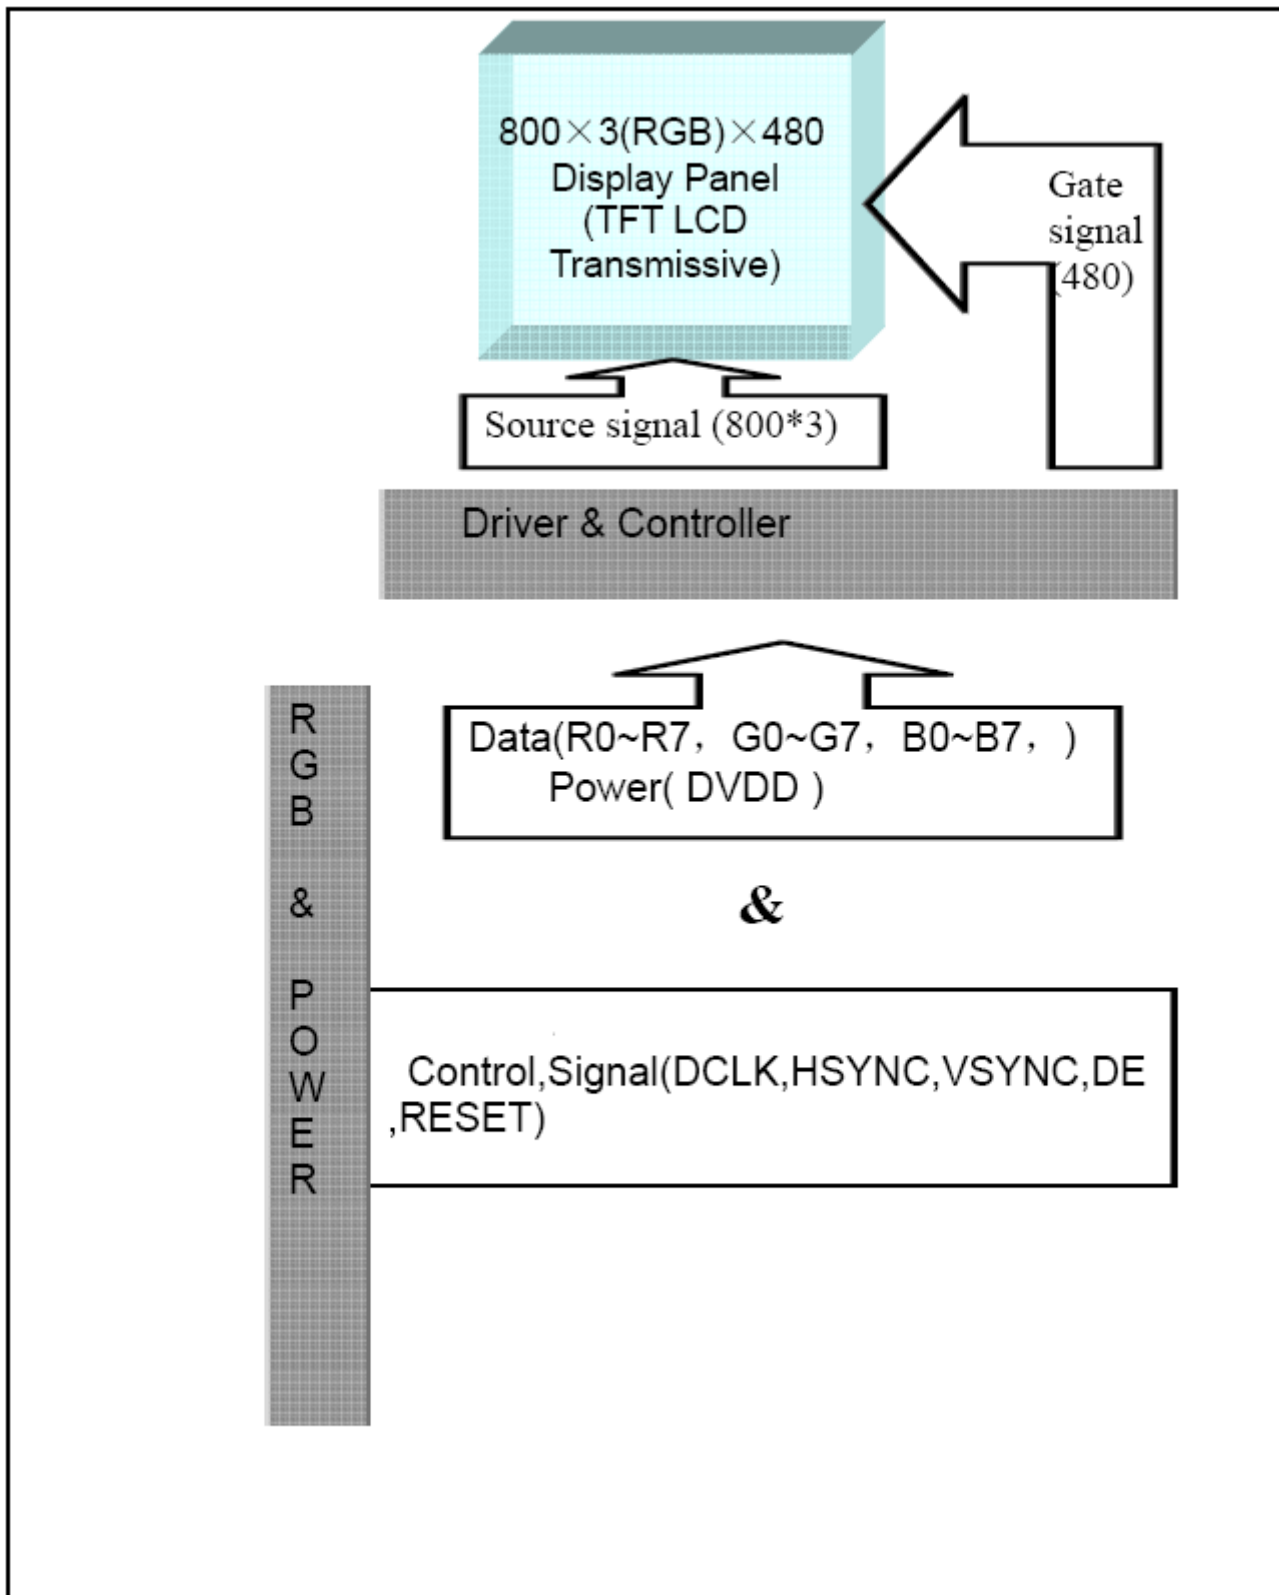 800×3(RGB)×480
Display Panel
(TFT LCD
Transmissive)
Gate
signal
(480)
Source signal (800*3)
Driver & Controller
R
G
B
&
P
O
W
E
R
Data(R0~R7，G0~G7，B0~B7，)
Power( DVDD )
&
Control,Signal(DCLK,HSYNC,VSYNC,DE
,RESET)